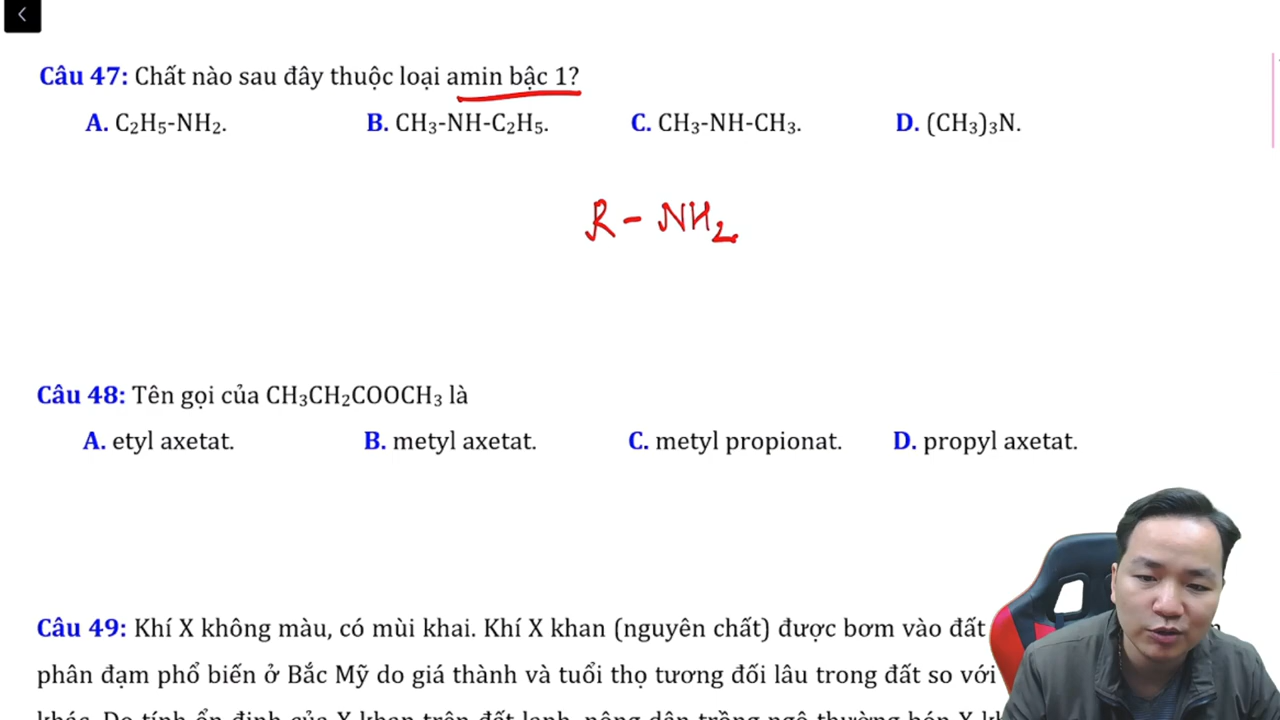 Câu 47: Chất nào sau đây thuộc loại amin bậc 1?
A. C₂H₅-NH₂. B. CH₃-NH-C₂H₅. C. CH₃-NH-CH₃. D. (CH₃)₃N.
R - NH₂
Câu 48: Tên gọi của CH₃CH₂COOCH₃ là
A. etyl axetat. B. metyl axetat. C. metyl propionat. D. propyl axetat.
Câu 49: Khí X không màu, có mùi khai. Khí X khan (nguyên chất) được bơm vào đất
phân đạm phổ biến ở Bắc Mỹ do giá thành và tuổi thọ tương đối lâu trong đất so với